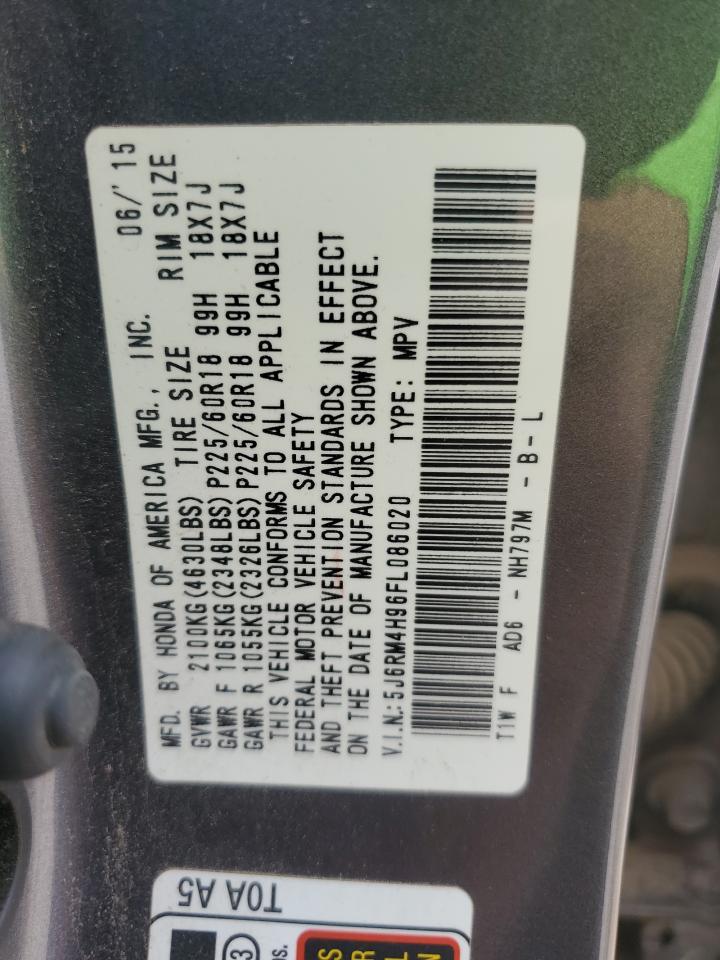 MFD. BY HONDA OF AMERICA MFG., INC. 06/'15
GVWR 2100KG(4630LBS) TIRE SIZE RIM SIZE
GAWR F 1065KG(2348LBS)P225/60R18 99H 18X7J
GAWR R 1055KG(2326LBS)P225/60R18 99H 18X7J
THIS VEHICLE CONFORMS TO ALL APPLICABLE
FEDERAL MOTOR VEHICLE SAFETY
AND THEFT PREVENTION STANDARDS IN EFFECT
ON THE DATE OF MANUFACTURE SHOWN ABOVE.
V.I.N.: 5J6RM4H96FL086020 TYPE: MPV
T1W F AD6 - NH797M - B - L
T0A A5
3